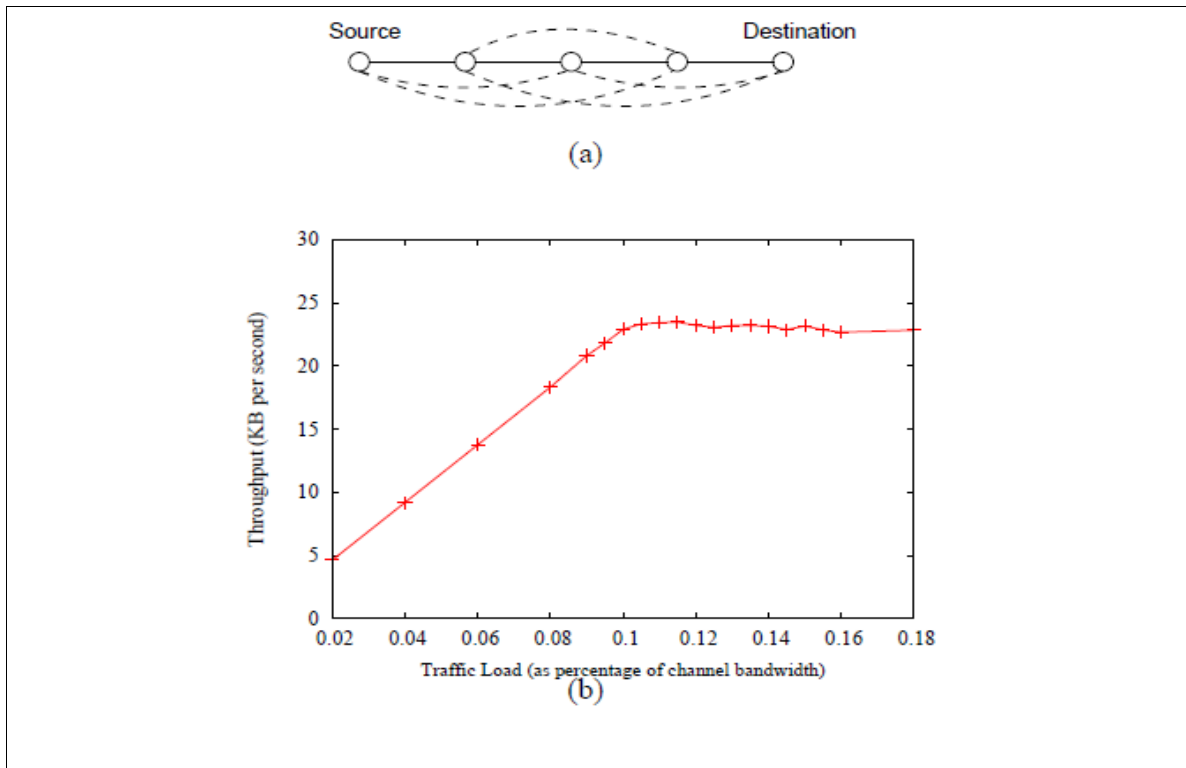 Source Destination
(a)
30
25
20
15
10
5
0
Throughput (KB per second)
0.02 0.04 0.06 0.08 0.1 0.12 0.14 0.16 0.18
Traffic Load (as percentage of channel bandwidth)
(b)